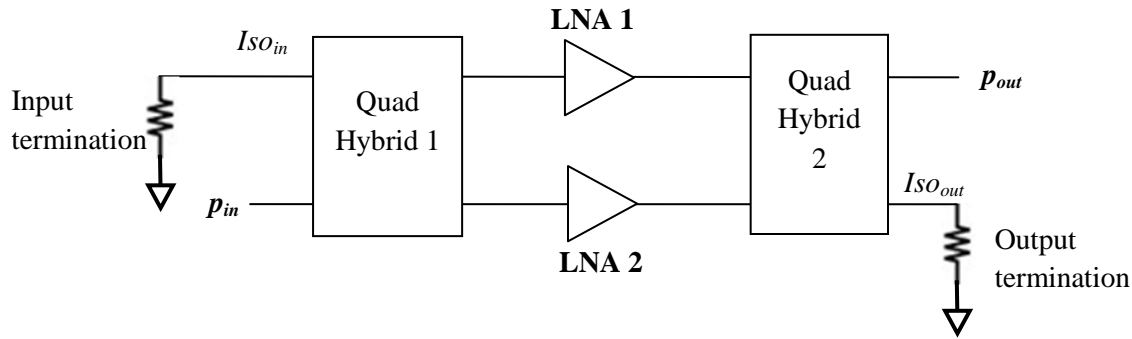 LNA 1
Iso_in
Input
termination
Quad
Hybrid 1
Quad
Hybrid
2
p_out
p_in
Iso_out
LNA 2
Output
termination